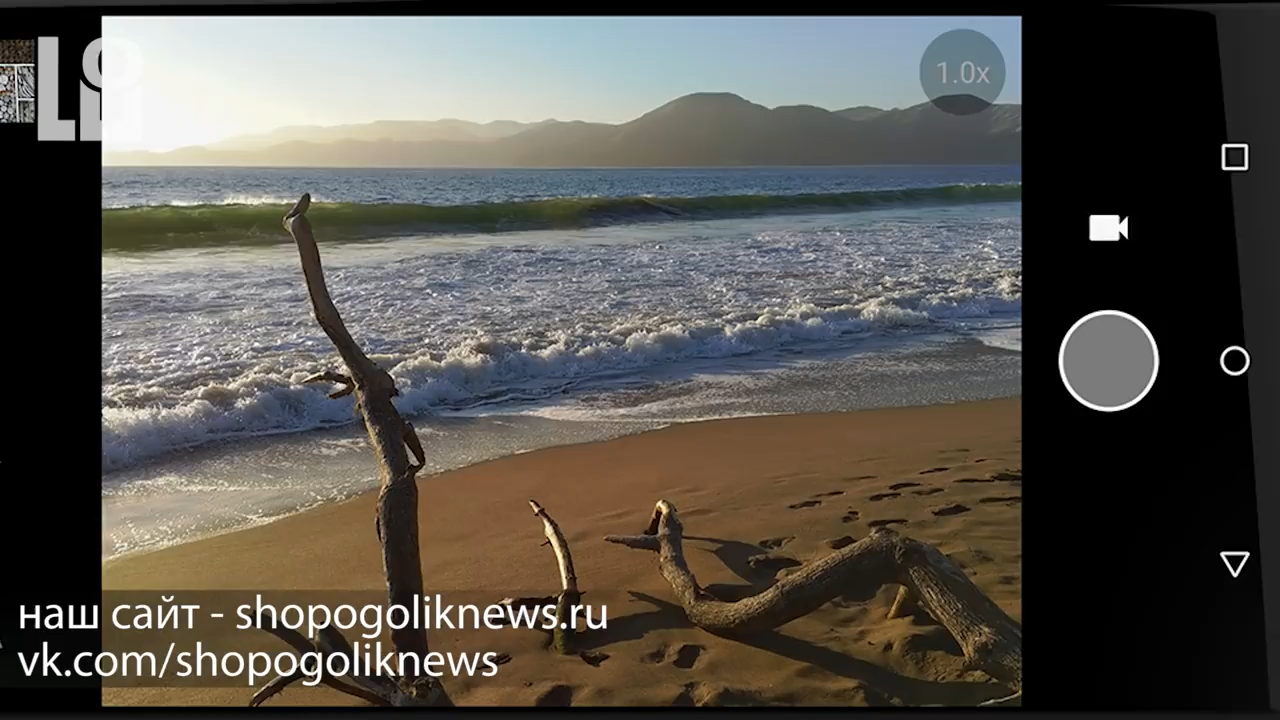 1.0x
наш сайт - shopogoliknews.ru
vk.com/shopogoliknews